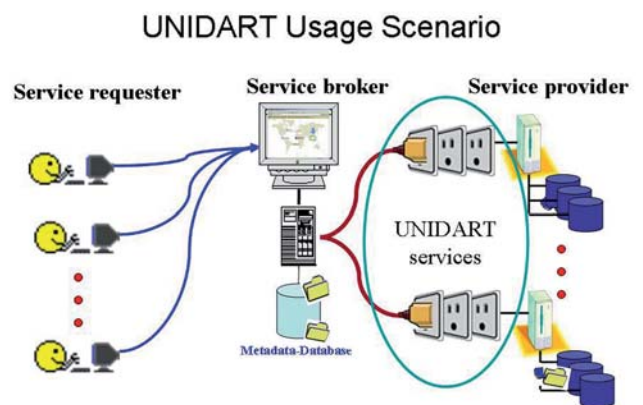 UNIDART Usage Scenario
Service requester
Service broker
Service provider
UNIDART
services
Metadata-Database